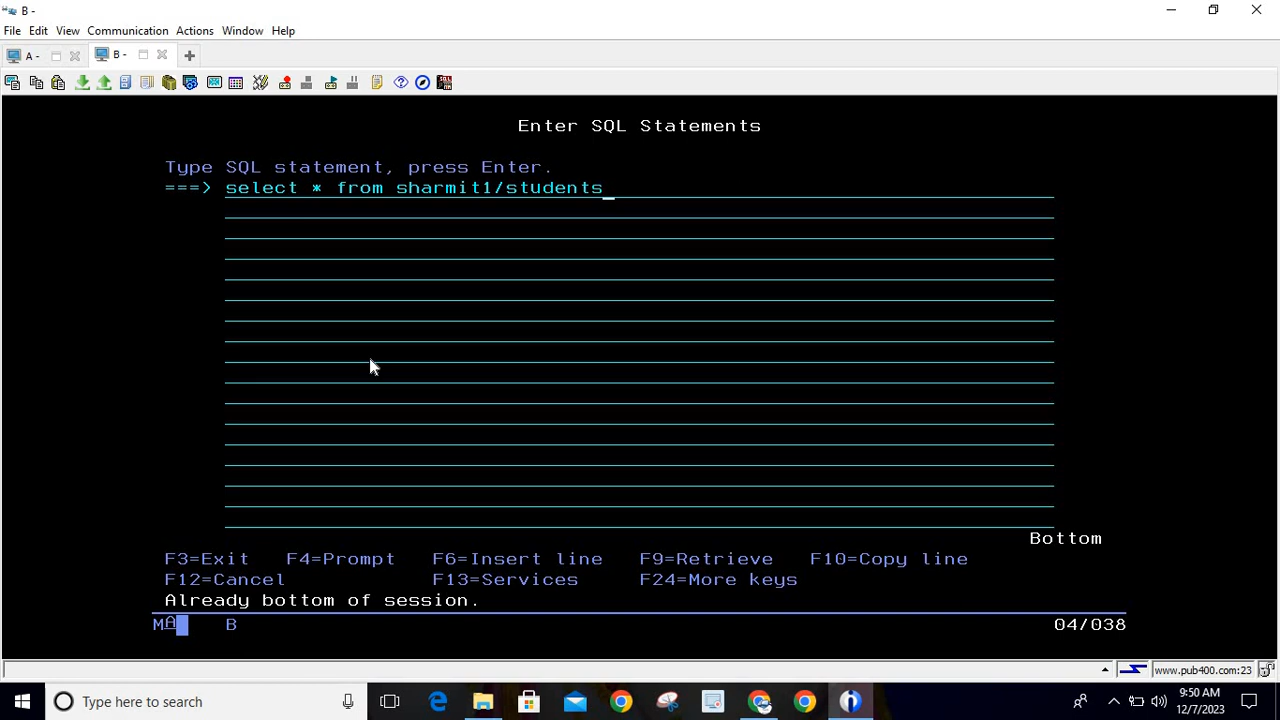 B -
File Edit View Communication Actions Window Help
A - B -
Enter SQL Statements
Type SQL statement, press Enter.
===> select * from sharmit1/students
Bottom
F3=Exit F4=Prompt F6=Insert line F9=Retrieve F10=Copy line
F12=Cancel F13=Services F24=More keys
Already bottom of session.
MA B 04/038
www.pub400.com:23
Type here to search
9:50 AM
12/7/2023